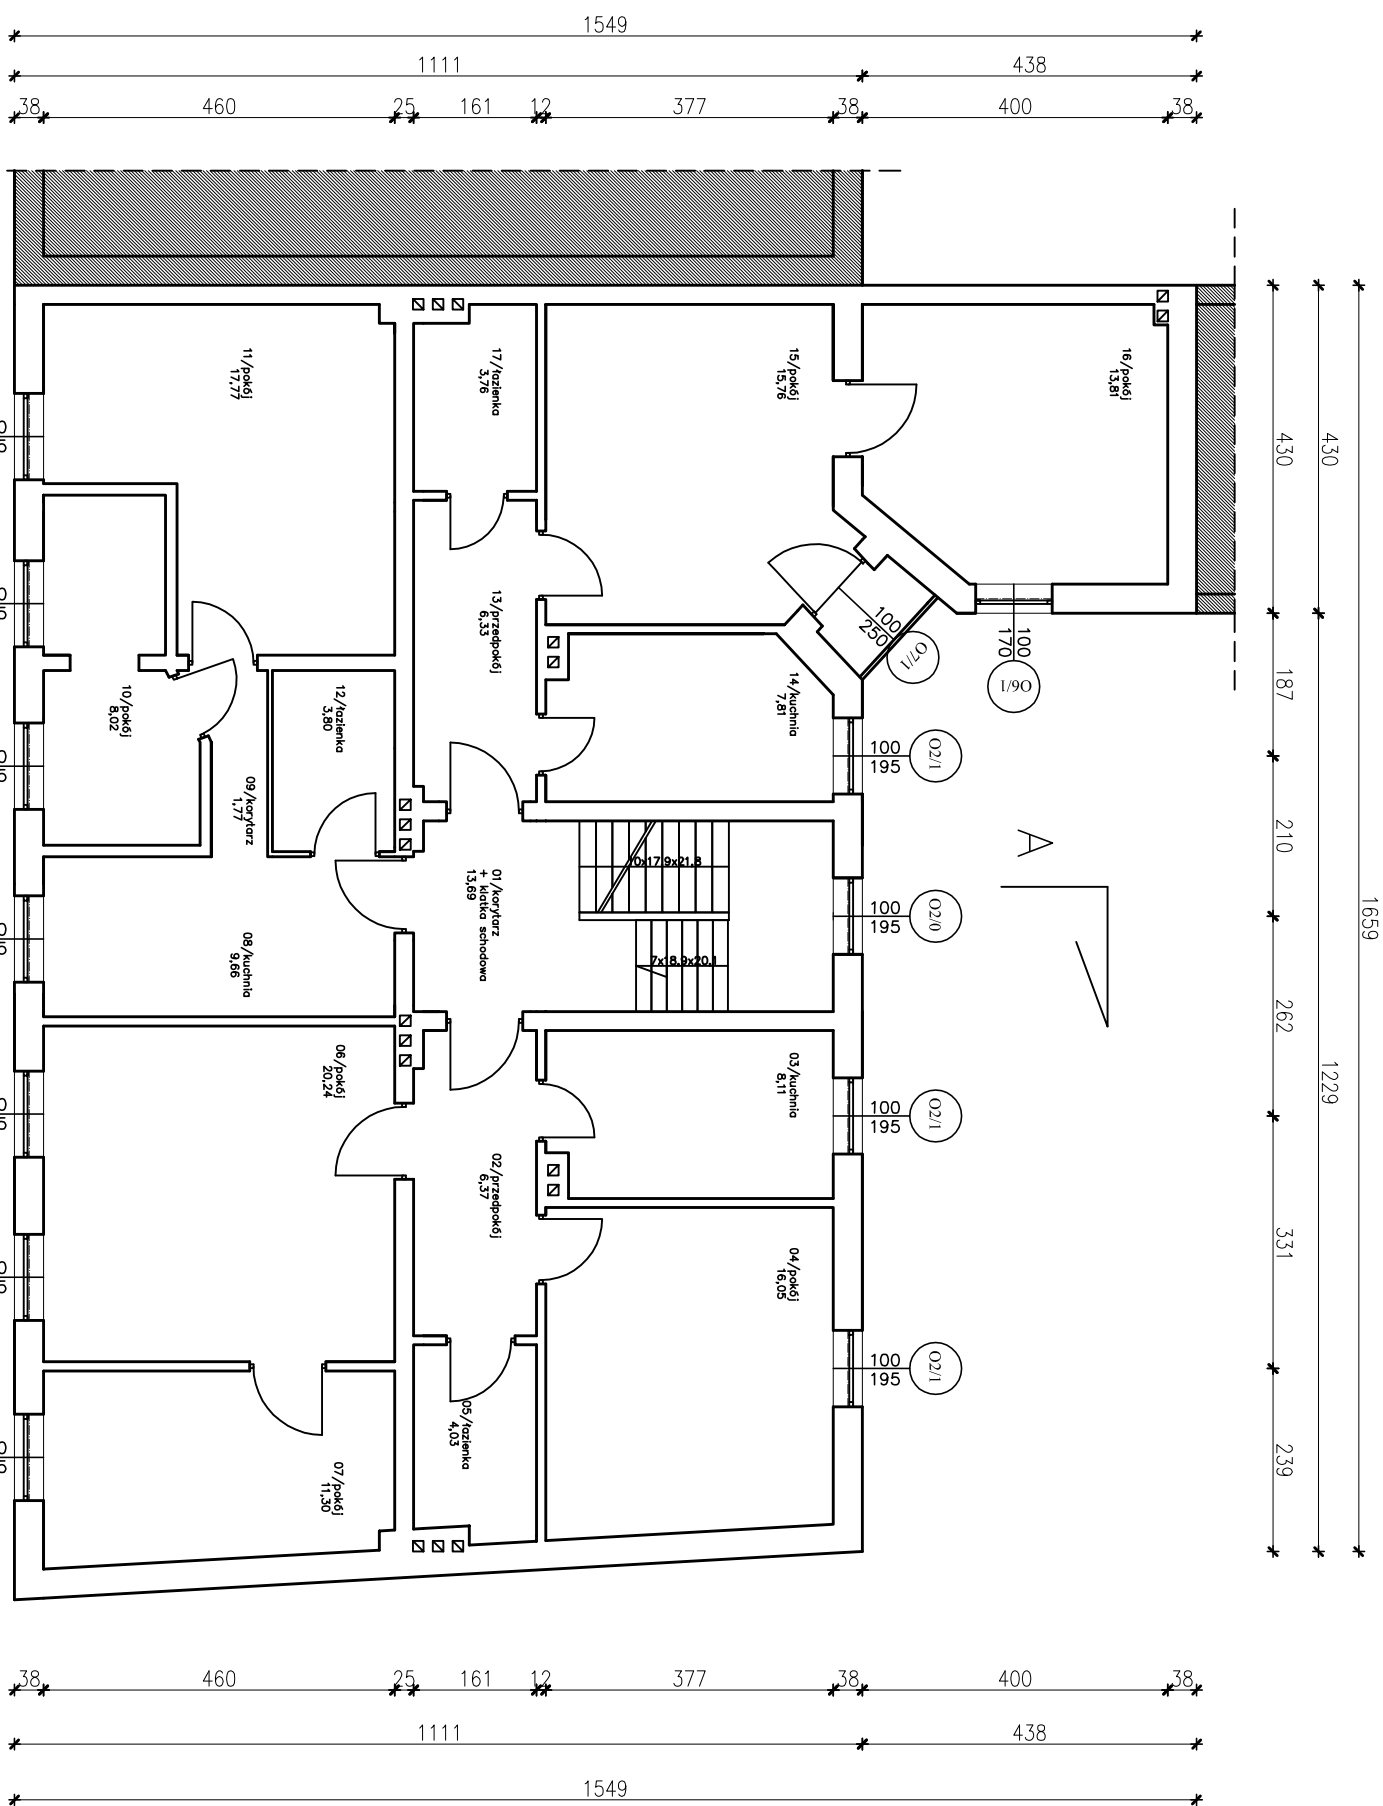 1549
1111
438
38
460
25
161
12
377
38
400
38
11/pokój
17,77
17/łazienka
3,76
15/pokój
15,76
16/pokój
13,81
430
430
13/przedpokój
6,33
100
250
O7/1
100
170
O6/1
10/pokój
8,02
12/łazienka
3,80
14/kuchnia
7,81
187
100
195
O2/1
09/korytarz
1,77
210
A
10x17,9x21,8
01/korytarz
+ klatka schodowa
13,69
100
195
O2/0
1659
08/kuchnia
9,66
7x18,9x20,1
262
06/pokój
20,24
03/kuchnia
8,11
1229
100
195
O2/1
02/przedpokój
6,37
04/pokój
16,05
331
100
195
O2/1
05/łazienka
4,03
239
07/pokój
11,30
38
460
25
161
12
377
38
400
38
1111
438
1549